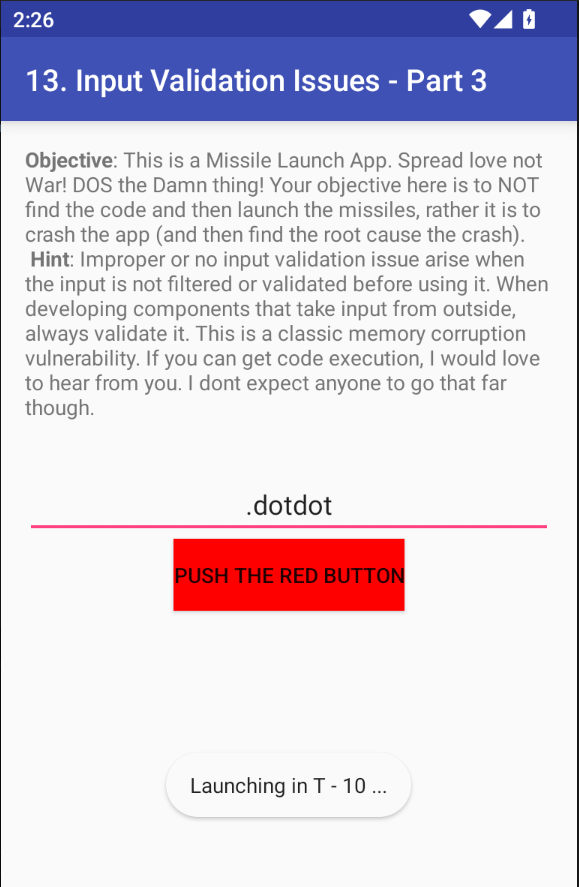 2:26
13. Input Validation Issues - Part 3
Objective: This is a Missile Launch App. Spread love not
War! DOS the Damn thing! Your objective here is to NOT
find the code and then launch the missiles, rather it is to
crash the app (and then find the root cause the crash).
Hint: Improper or no input validation issue arise when
the input is not filtered or validated before using it. When
developing components that take input from outside,
always validate it. This is a classic memory corruption
vulnerability. If you can get code execution, I would love
to hear from you. I dont expect anyone to go that far
though.
.dotdot
PUSH THE RED BUTTON
Launching in T - 10 ...